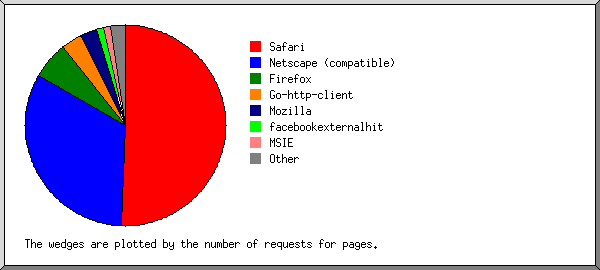 Safari
Netscape (compatible)
Firefox
Go-http-client
Mozilla
facebookexternalhit
MSIE
Other
The wedges are plotted by the number of requests for pages.